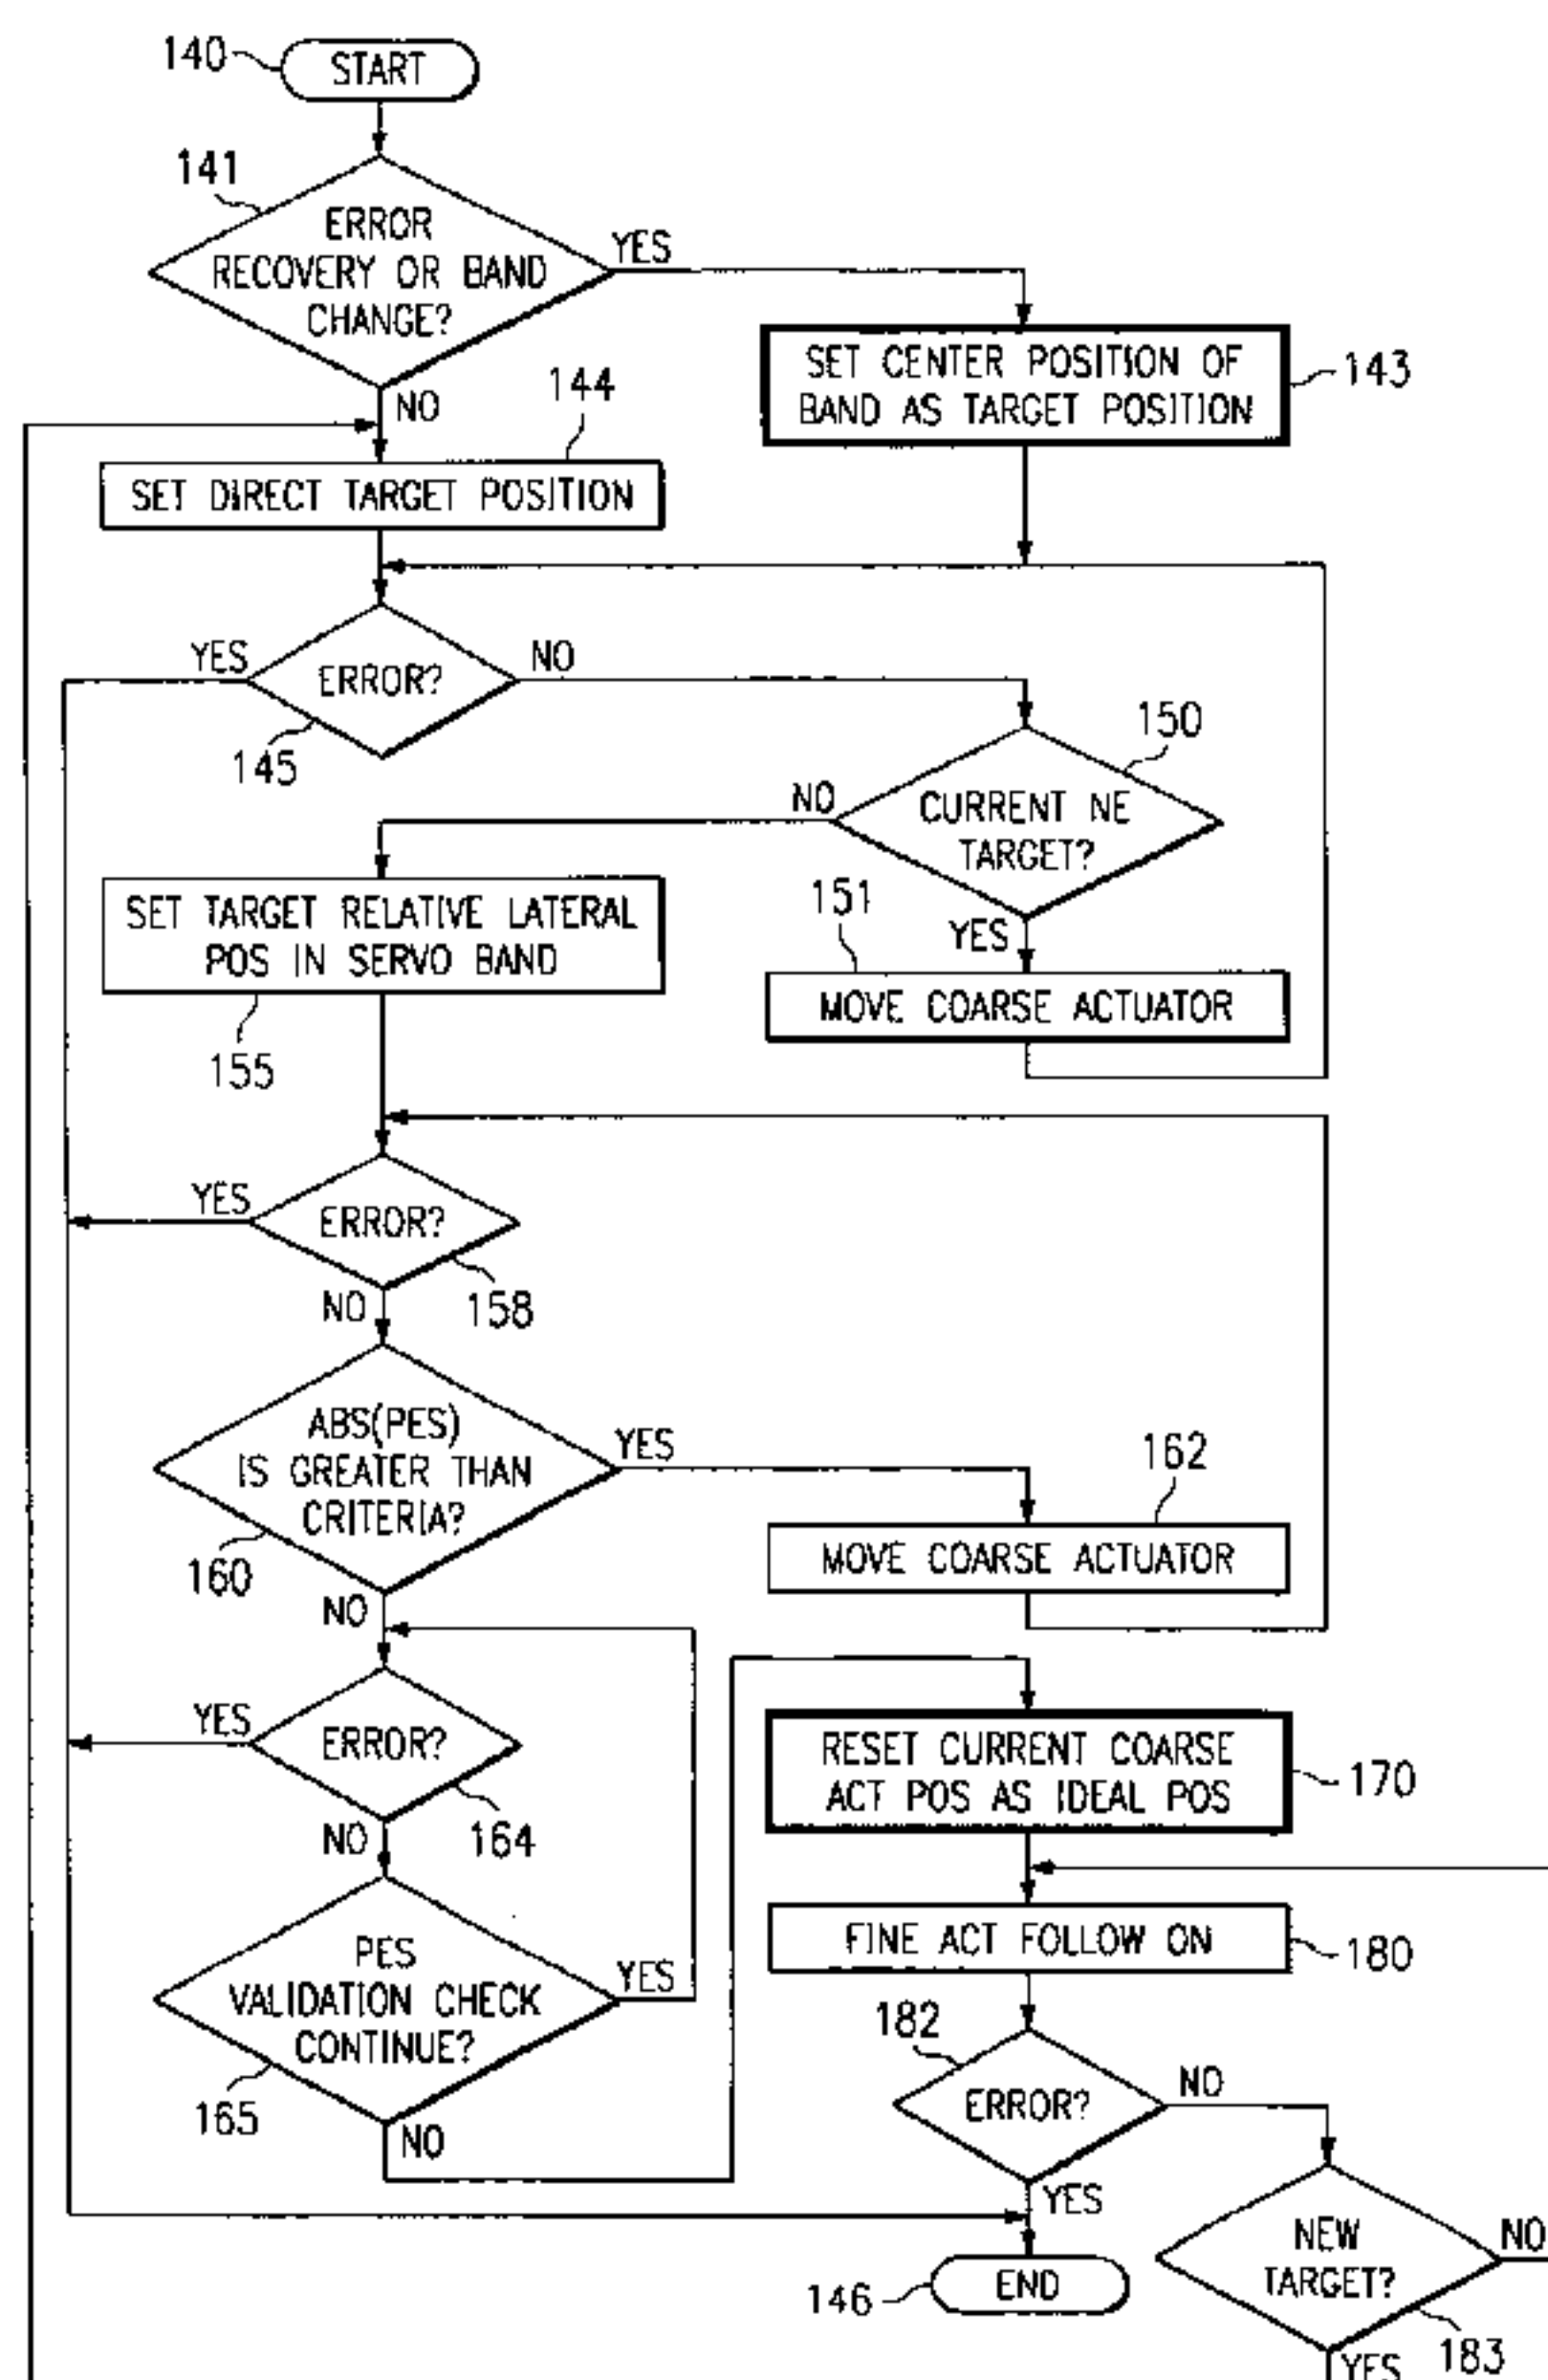 140
START
141
ERROR
RECOVERY OR BAND
CHANGE?
YES
NO
SET CENTER POSITION OF
BAND AS TARGET POSITION
143
144
SET DIRECT TARGET POSITION
YES
ERROR?
NO
145
150
NO
CURRENT NE
TARGET?
YES
151
MOVE COARSE ACTUATOR
SET TARGET RELATIVE LATERAL
POS IN SERVO BAND
155
YES
ERROR?
158
NO
ABS(PES)
IS GREATER THAN
CRITERIA?
YES
160
NO
162
MOVE COARSE ACTUATOR
YES
ERROR?
164
NO
PES
VALIDATION CHECK
CONTINUE?
YES
165
NO
RESET CURRENT COARSE
ACT POS AS IDEAL POS
170
FINE ACT FOLLOW ON
180
182
ERROR?
NO
YES
146
END
NEW
TARGET?
NO
183
YES